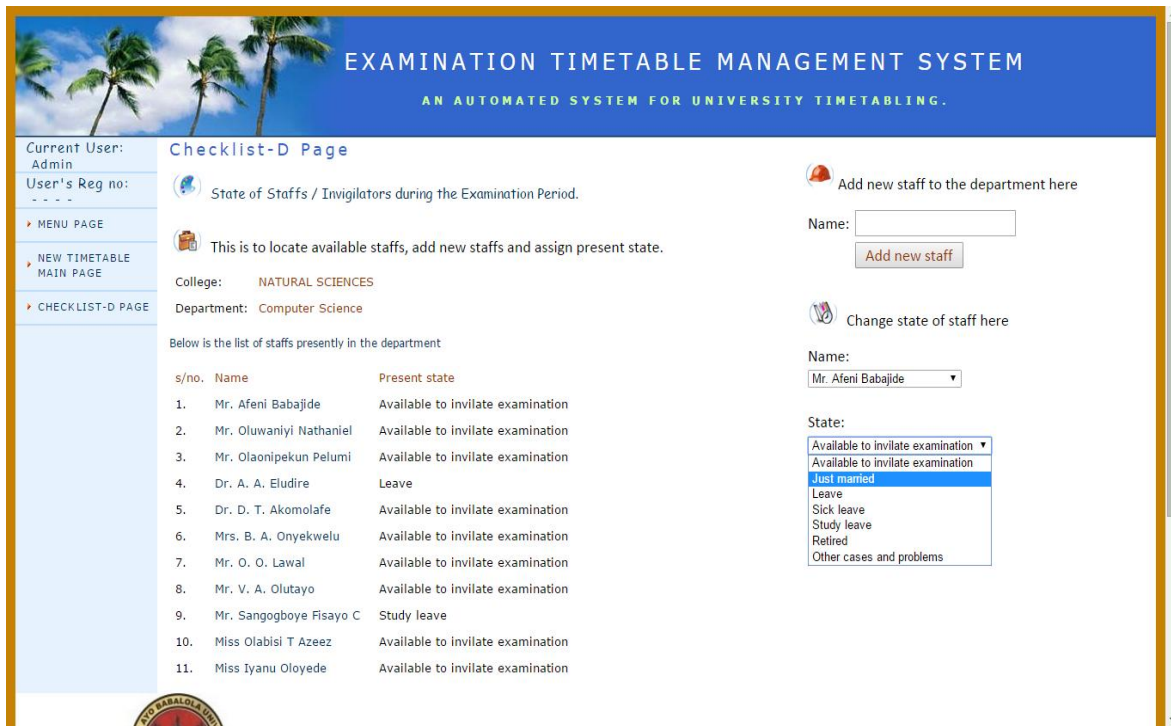 EXAMINATION TIMETABLE MANAGEMENT SYSTEM
AN AUTOMATED SYSTEM FOR UNIVERSITY TIMETABLING.
Current User:
Admin
User's Reg no:
- - - -
MENU PAGE
NEW TIMETABLE
MAIN PAGE
CHECKLIST-D PAGE
Checklist-D Page
State of Staffs / Invigilators during the Examination Period.
This is to locate available staffs, add new staffs and assign present state.
College: NATURAL SCIENCES
Department: Computer Science
Below is the list of staffs presently in the department
s/no. Name Present state
1. Mr. Afeni Babajide Available to invilate examination
2. Mr. Oluwaniyi Nathaniel Available to invilate examination
3. Mr. Olaonipekun Pelumi Available to invilate examination
4. Dr. A. A. Eludire Leave
5. Dr. D. T. Akomolafe Available to invilate examination
6. Mrs. B. A. Onyekwelu Available to invilate examination
7. Mr. O. O. Lawal Available to invilate examination
8. Mr. V. A. Olutayo Available to invilate examination
9. Mr. Sangogboye Fisayo C Study leave
10. Miss Olabisi T Azeez Available to invilate examination
11. Miss Iyanu Oloyede Available to invilate examination
Add new staff to the department here
Name:
Add new staff
Change state of staff here
Name:
Mr. Afeni Babajide
State:
Available to invilate examination
Available to invilate examination
Just married
Leave
Sick leave
Study leave
Retired
Other cases and problems
AYO BABALOLA UNI